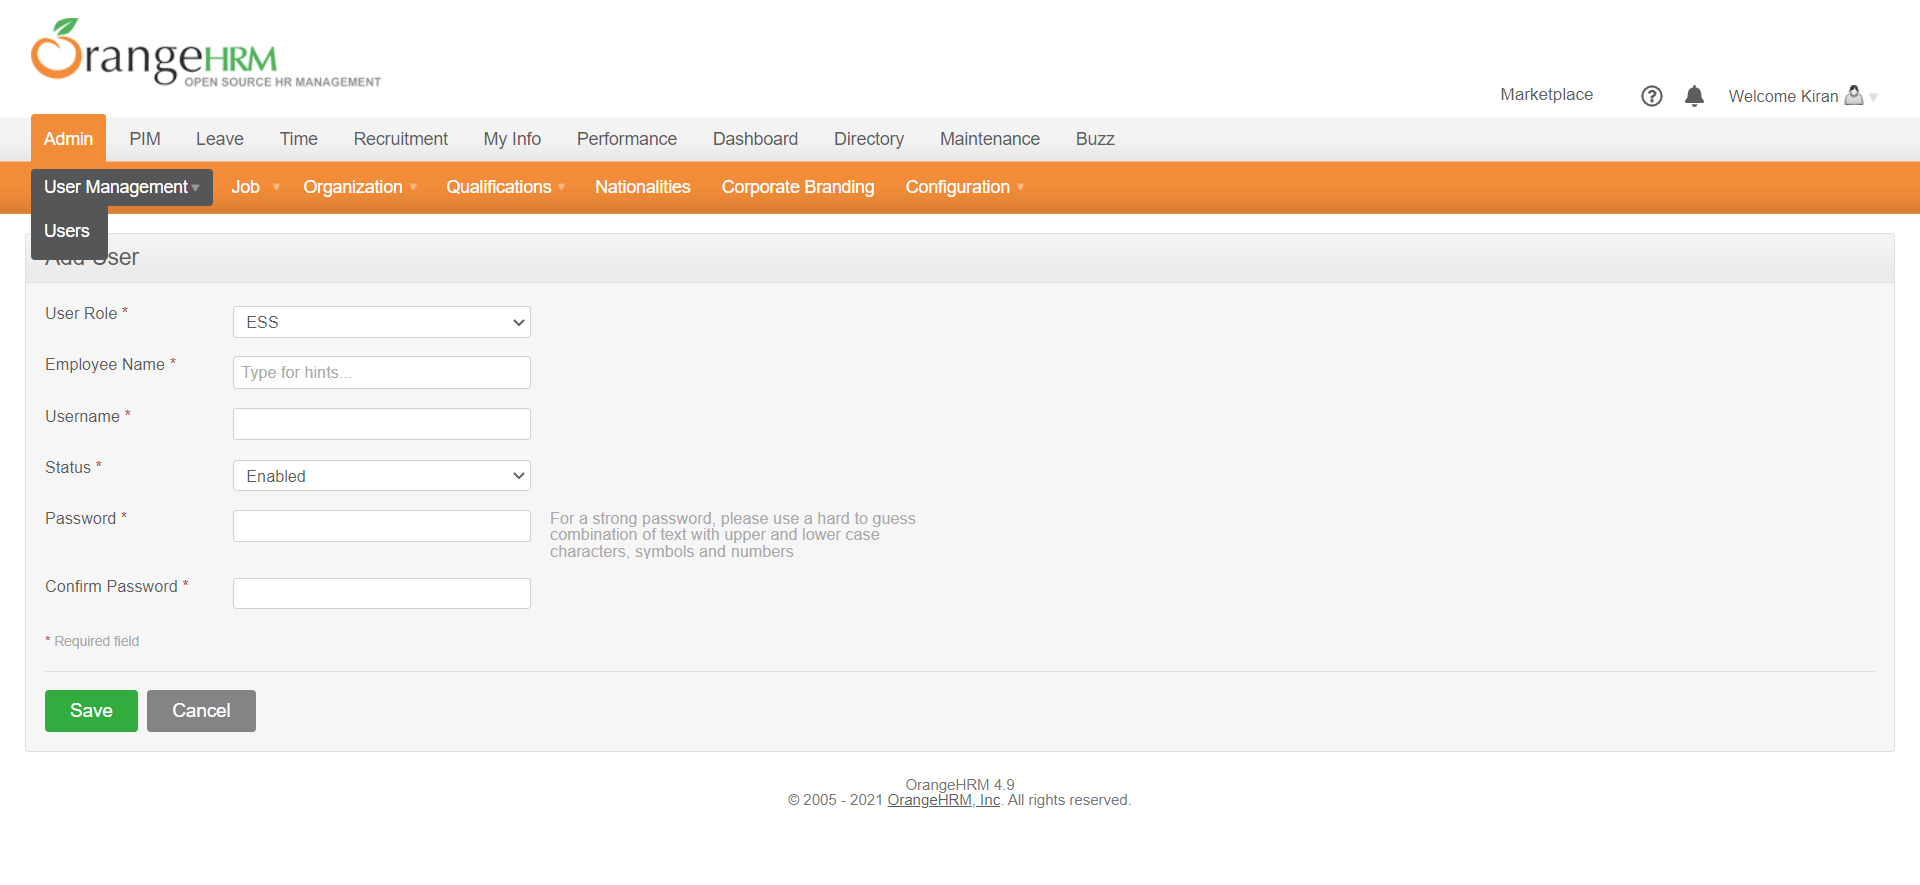 OrangeHRM
OPEN SOURCE HR MANAGEMENT
Marketplace
Welcome Kiran
Admin PIM Leave Time Recruitment My Info Performance Dashboard Directory Maintenance Buzz
User Management Job Organization Qualifications Nationalities Corporate Branding Configuration
Users
Add User
User Role *
ESS
Employee Name *
Type for hints...
Username *
Status *
Enabled
Password *
For a strong password, please use a hard to guess
combination of text with upper and lower case
characters, symbols and numbers
Confirm Password *
* Required field
Save Cancel
OrangeHRM 4.9
© 2005 - 2021 OrangeHRM, Inc. All rights reserved.